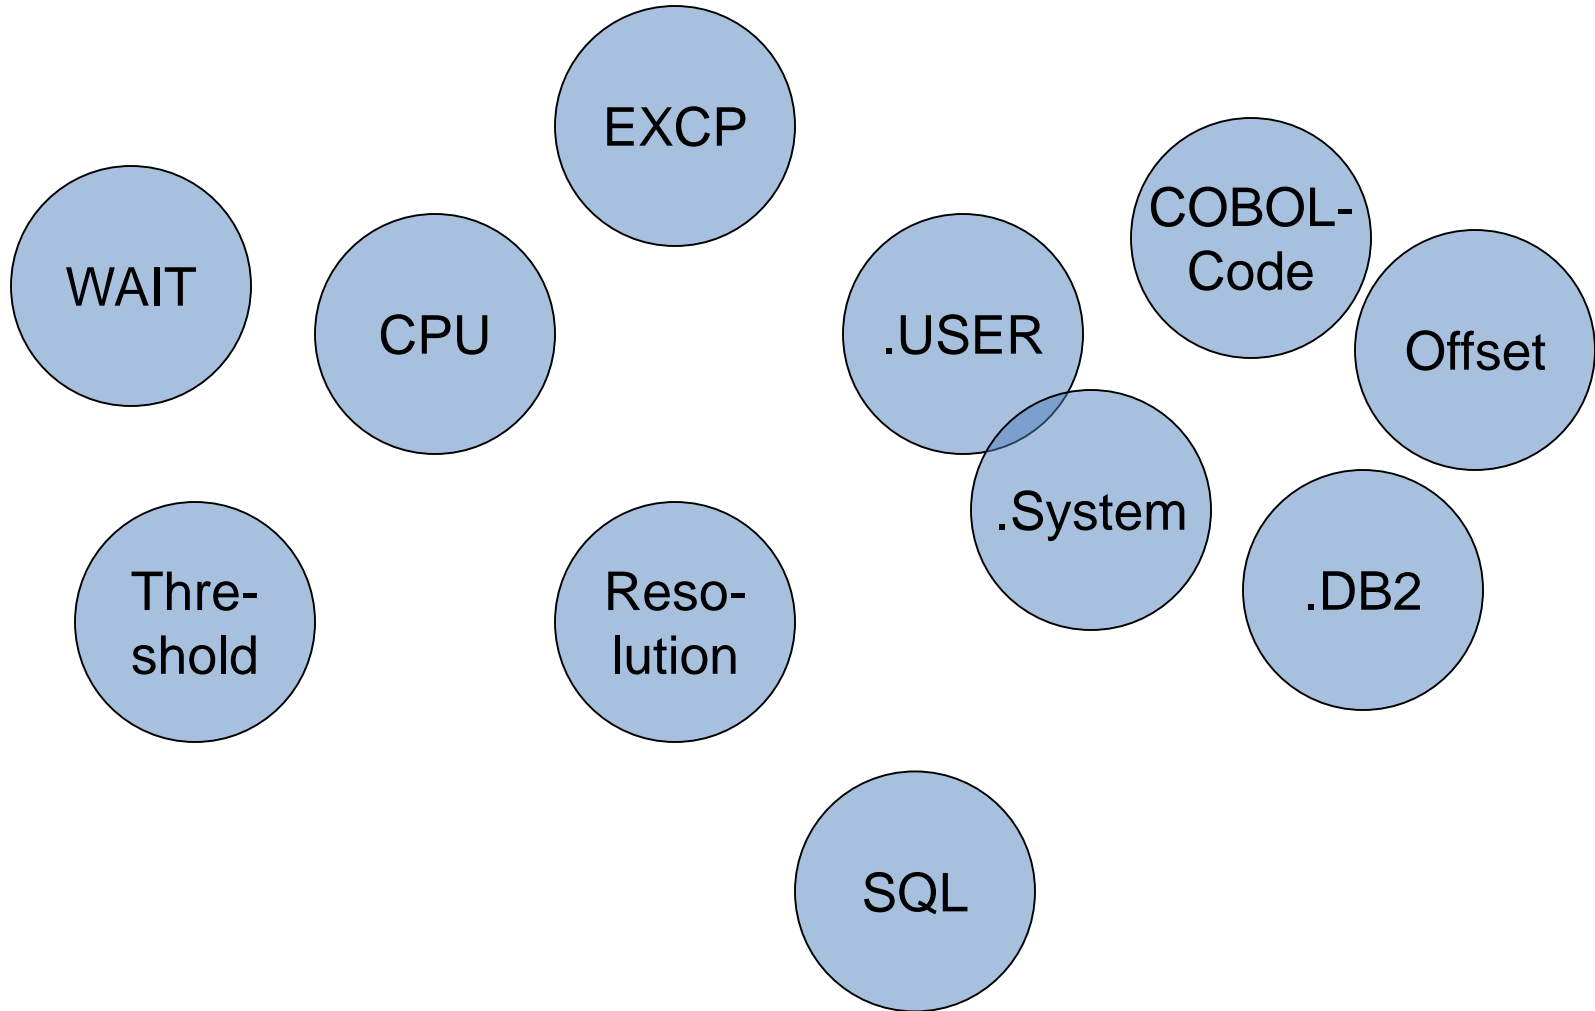 EXCP
WAIT
CPU
.USER
COBOL-
Code
Offset
.System
Thre-
shold
Reso-
lution
.DB2
SQL